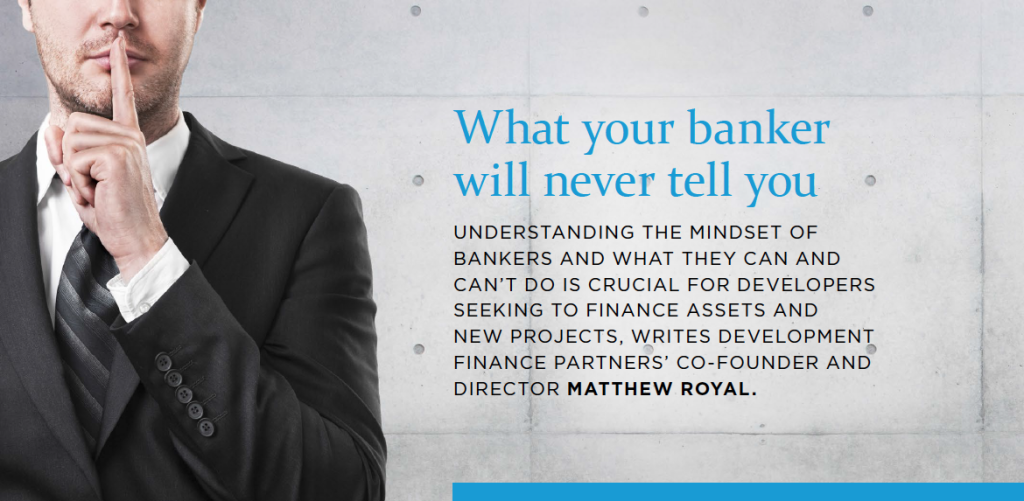 What your banker
will never tell you
UNDERSTANDING THE MINDSET OF
BANKERS AND WHAT THEY CAN AND
CAN'T DO IS CRUCIAL FOR DEVELOPERS
SEEKING TO FINANCE ASSETS AND
NEW PROJECTS, WRITES DEVELOPMENT
FINANCE PARTNERS' CO-FOUNDER AND
DIRECTOR MATTHEW ROYAL.